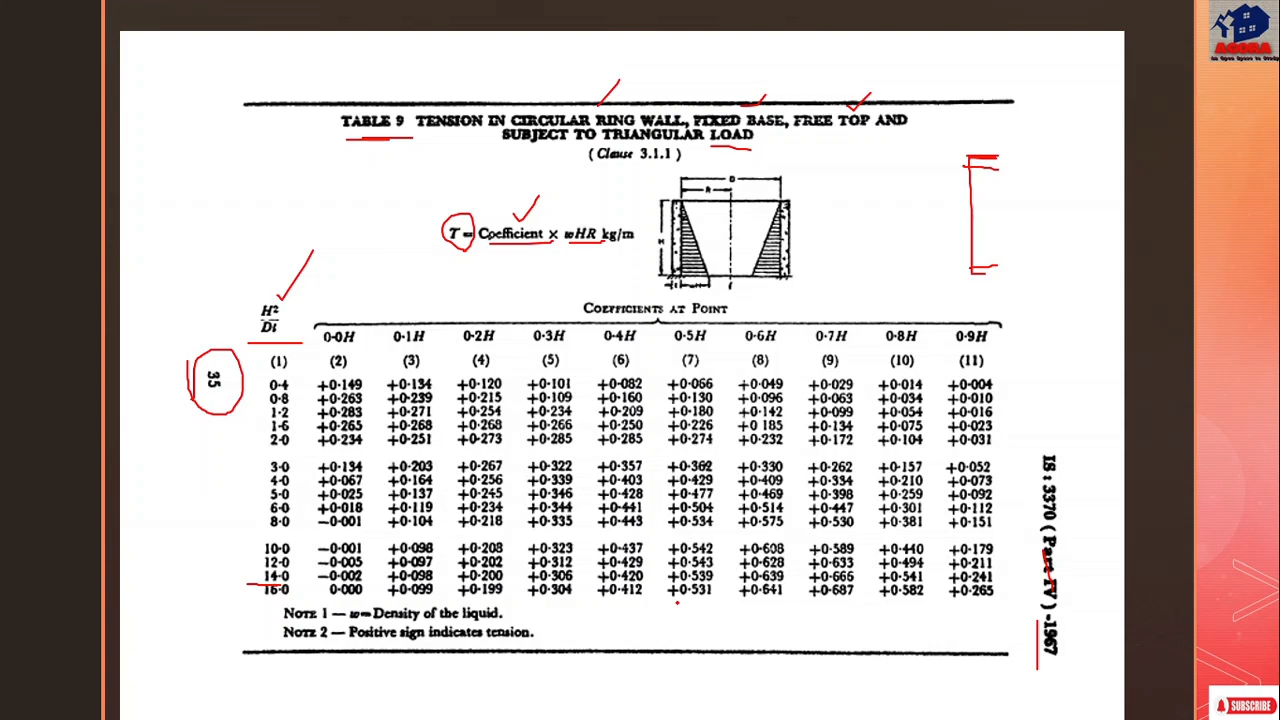 AGORA
TABLE 9 TENSION IN CIRCULAR RING WALL, FIXED BASE, FREE TOP AND
SUBJECT TO TRIANGULAR LOAD
( Clause 3.1.1 )
T = Coefficient × wHR kg/m
D
R
H
H²
Dt
COEFFICIENTS AT POINT
0·0H 0·1H 0·2H 0·3H 0·4H 0·5H 0·6H 0·7H 0·8H 0·9H
(1) (2) (3) (4) (5) (6) (7) (8) (9) (10) (11)
0·4 +0·149 +0·134 +0·120 +0·101 +0·082 +0·066 +0·049 +0·029 +0·014 +0·004
0·8 +0·263 +0·239 +0·215 +0·109 +0·160 +0·130 +0·096 +0·063 +0·034 +0·010
1·2 +0·283 +0·271 +0·254 +0·234 +0·209 +0·180 +0·142 +0·099 +0·054 +0·016
1·6 +0·265 +0·268 +0·268 +0·266 +0·250 +0·226 +0 185 +0·134 +0·075 +0·023
2·0 +0·234 +0·251 +0·273 +0·285 +0·285 +0·274 +0·232 +0·172 +0·104 +0·031
3·0 +0·134 +0·203 +0·267 +0·322 +0·357 +0·362 +0·330 +0·262 +0·157 +0·052
4·0 +0·067 +0·164 +0·256 +0·339 +0·403 +0·429 +0·409 +0·334 +0·210 +0·073
5·0 +0·025 +0·137 +0·245 +0·346 +0·428 +0·477 +0·469 +0·398 +0·259 +0·092
6·0 +0·018 +0·119 +0·234 +0·344 +0·441 +0·504 +0·514 +0·447 +0·301 +0·112
8·0 −0·001 +0·104 +0·218 +0·335 +0·443 +0·534 +0·575 +0·530 +0·381 +0·151
10·0 −0·001 +0·098 +0·208 +0·323 +0·437 +0·542 +0·608 +0·589 +0·440 +0·179
12·0 −0·005 +0·097 +0·202 +0·312 +0·429 +0·543 +0·628 +0·633 +0·494 +0·211
14·0 −0·002 +0·098 +0·200 +0·306 +0·420 +0·539 +0·639 +0·666 +0·541 +0·241
16·0 0·000 +0·099 +0·199 +0·304 +0·412 +0·531 +0·641 +0·687 +0·582 +0·265
NOTE 1 — w=Density of the liquid.
NOTE 2 — Positive sign indicates tension.
35
IS : 3370 ( Part IV ) - 1967
SUBSCRIBE